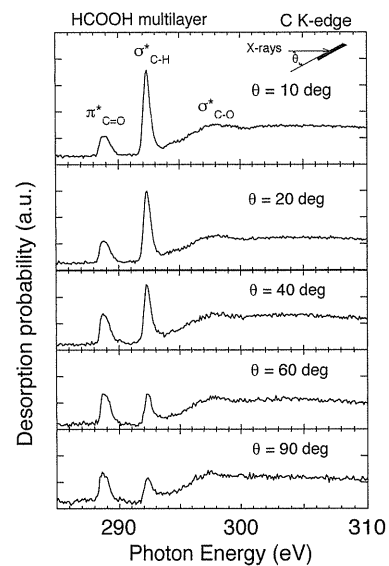 HCOOH multilayer C K-edge
σ* C-H
X-rays
θ
π* C=O
σ* C-O
θ = 10 deg
θ = 20 deg
θ = 40 deg
θ = 60 deg
θ = 90 deg
Desorption probability (a.u.)
290 300 310
Photon Energy (eV)